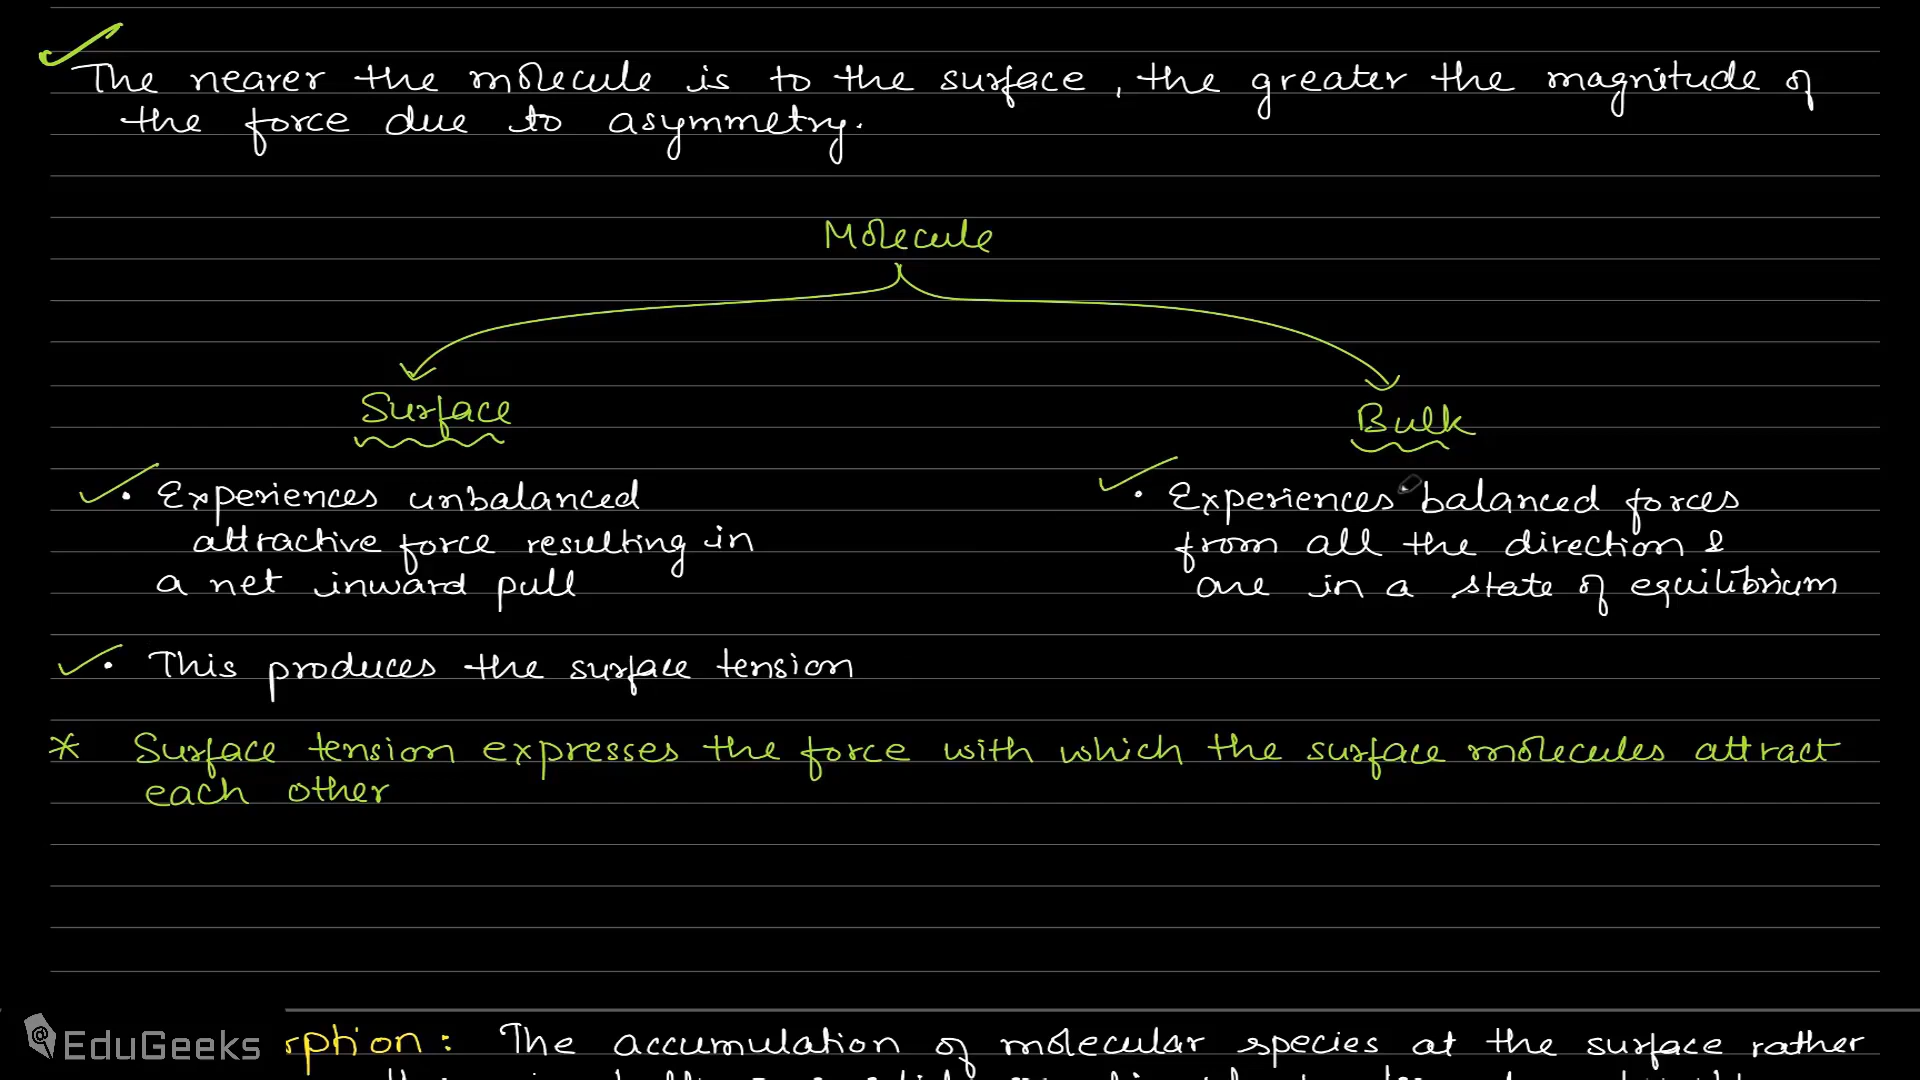 The nearer the molecule is to the surface, the greater the magnitude of
the force due to asymmetry.
Molecule
Surface
Bulk
• Experiences unbalanced
attractive force resulting in
a net inward pull
• Experiences balanced forces
from all the direction &
are in a state of equilibrium
• This produces the surface tension
* Surface tension expresses the force with which the surface molecules attract
each other
rption : The accumulation of molecular species at the surface rather
@ EduGeeks